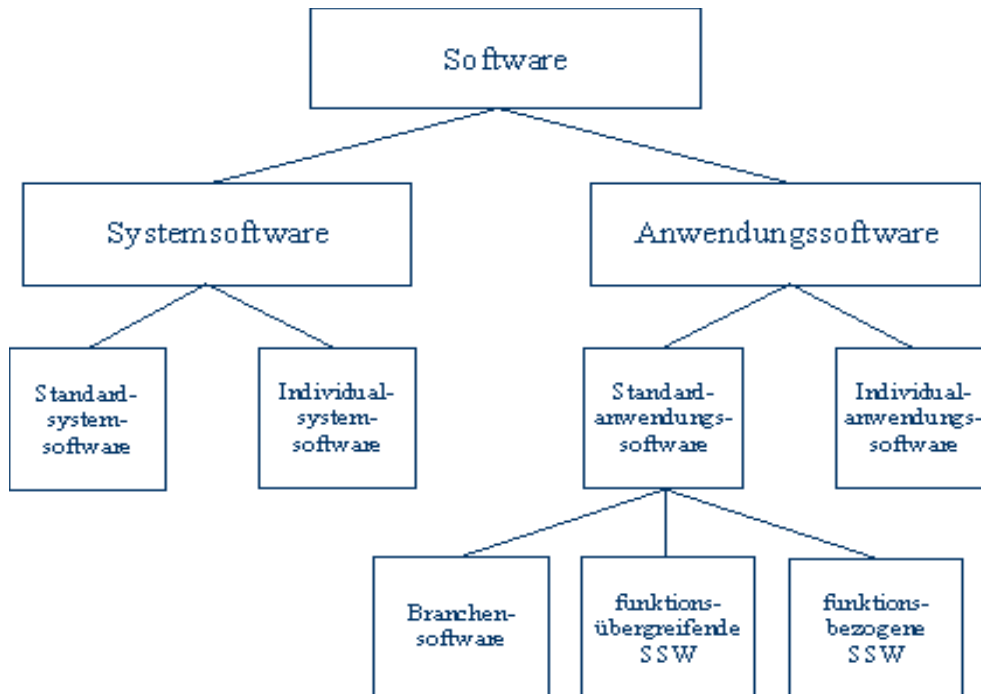 Software
Systemsoftware
Anwendungssoftware
Standard-
system-
software
Individual-
system-
software
Standard-
anwendungs-
software
Individual-
anwendungs-
software
Branchen-
software
funktions-
übergreifende
SSW
funktions-
bezogene
SSW